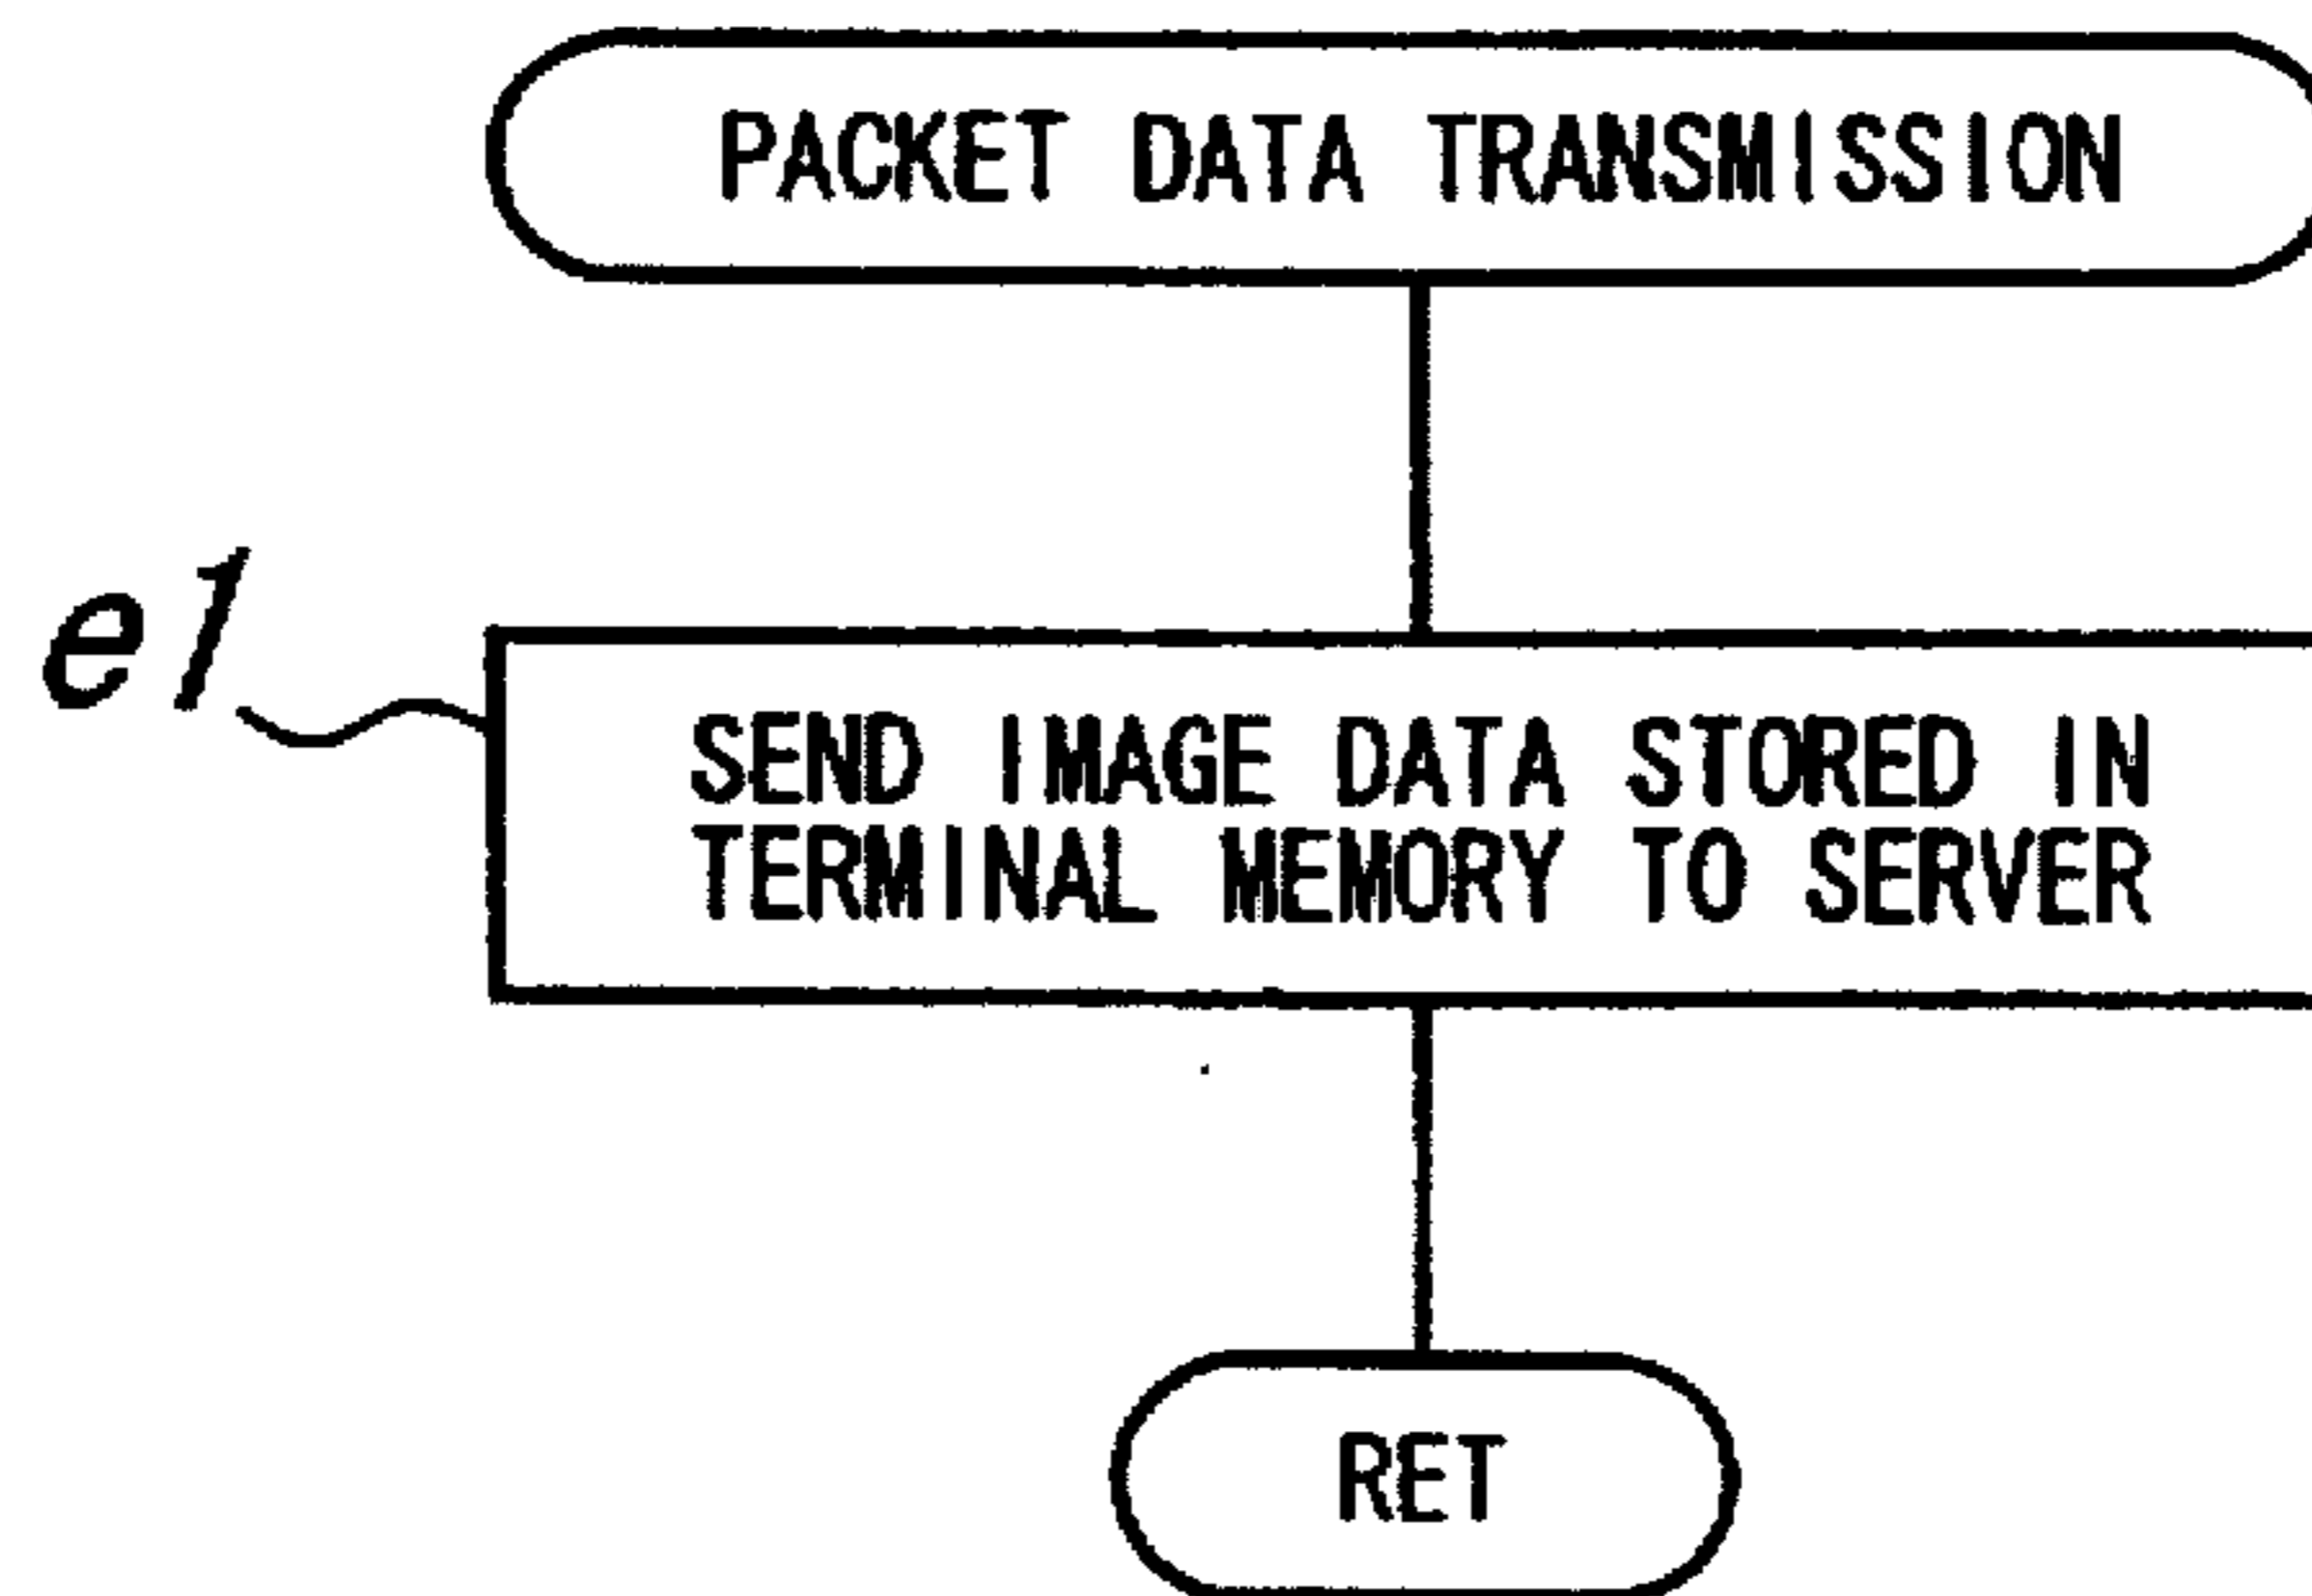 PACKET DATA TRANSMISSION
e1
SEND IMAGE DATA STORED IN
TERMINAL MEMORY TO SERVER
RET